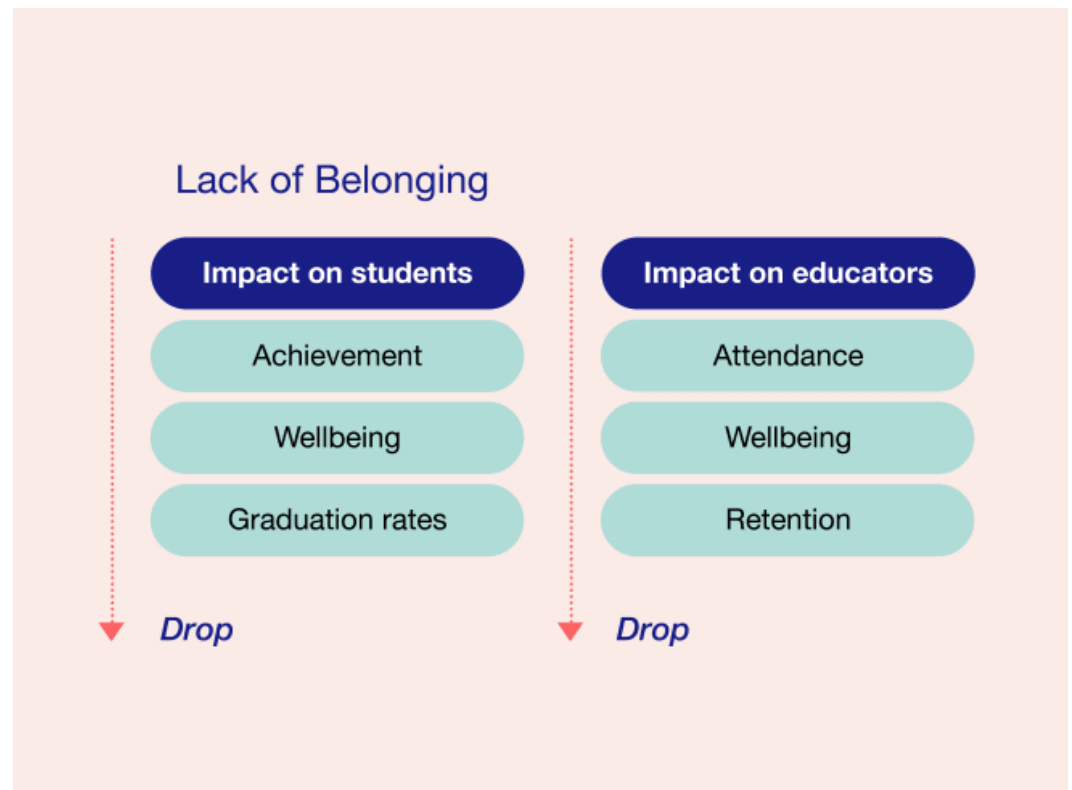 Lack of Belonging
Impact on students
Achievement
Wellbeing
Graduation rates
Drop
Impact on educators
Attendance
Wellbeing
Retention
Drop